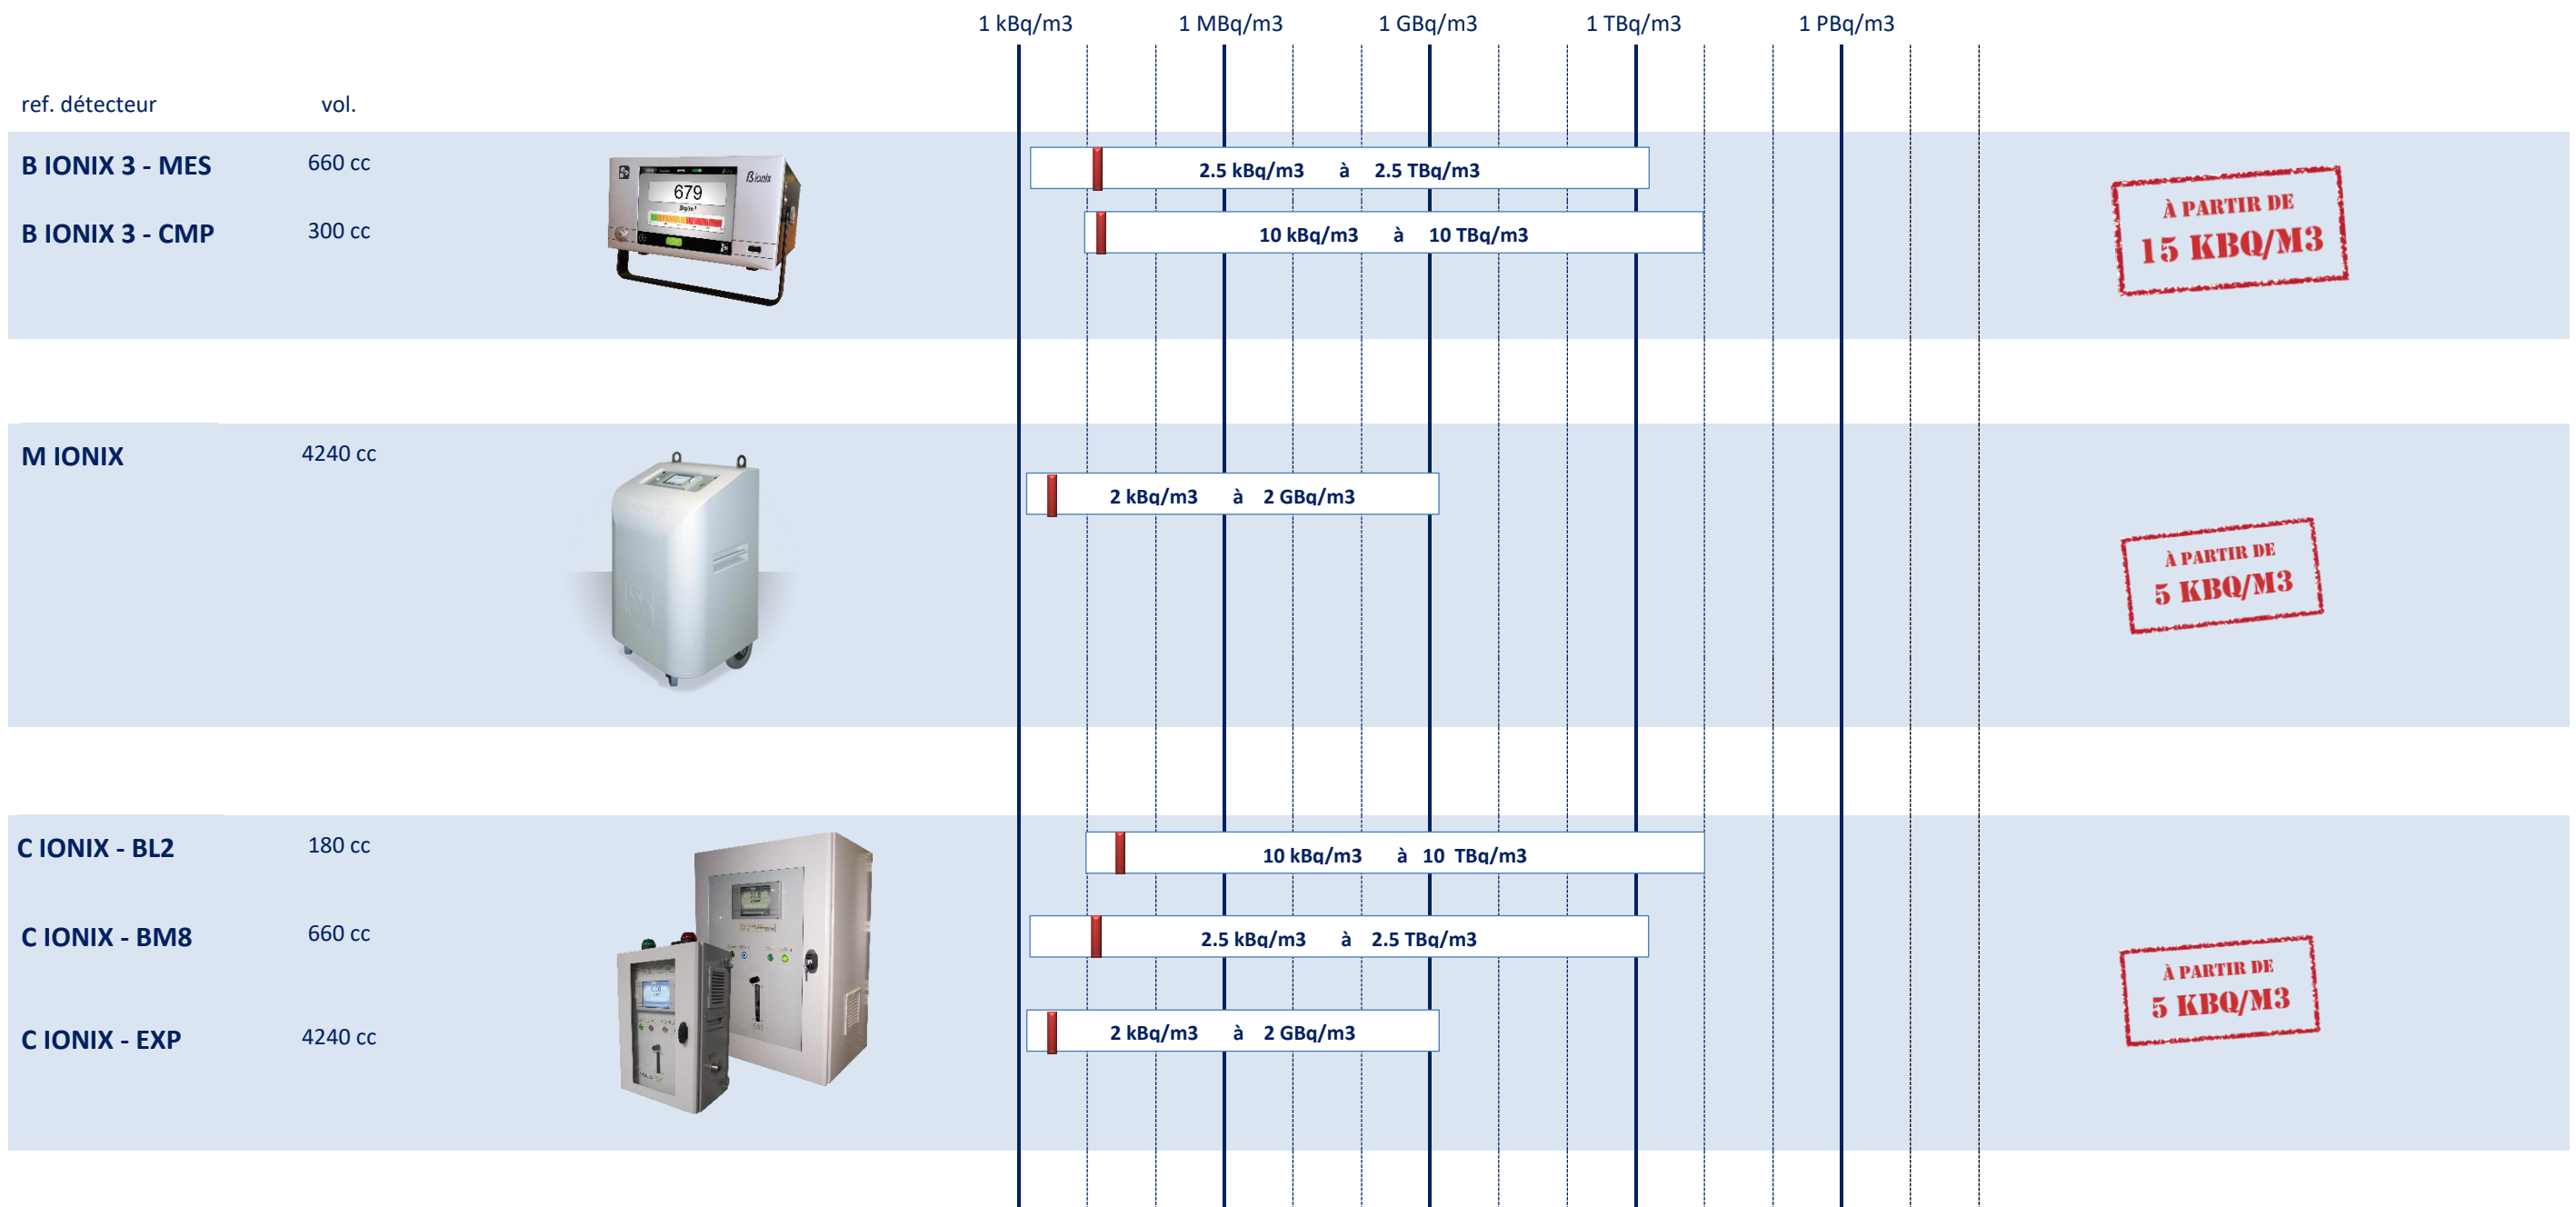 1 kBq/m3 1 MBq/m3 1 GBq/m3 1 TBq/m3 1 PBq/m3
ref. détecteur vol.
B IONIX 3 - MES 660 cc
2.5 kBq/m3 à 2.5 TBq/m3
B IONIX 3 - CMP 300 cc
10 kBq/m3 à 10 TBq/m3
679
Bq/m³
βionix
À PARTIR DE
15 KBQ/M3
M IONIX 4240 cc
2 kBq/m3 à 2 GBq/m3
À PARTIR DE
5 KBQ/M3
C IONIX - BL2 180 cc
10 kBq/m3 à 10 TBq/m3
C IONIX - BM8 660 cc
2.5 kBq/m3 à 2.5 TBq/m3
C IONIX - EXP 4240 cc
2 kBq/m3 à 2 GBq/m3
À PARTIR DE
5 KBQ/M3